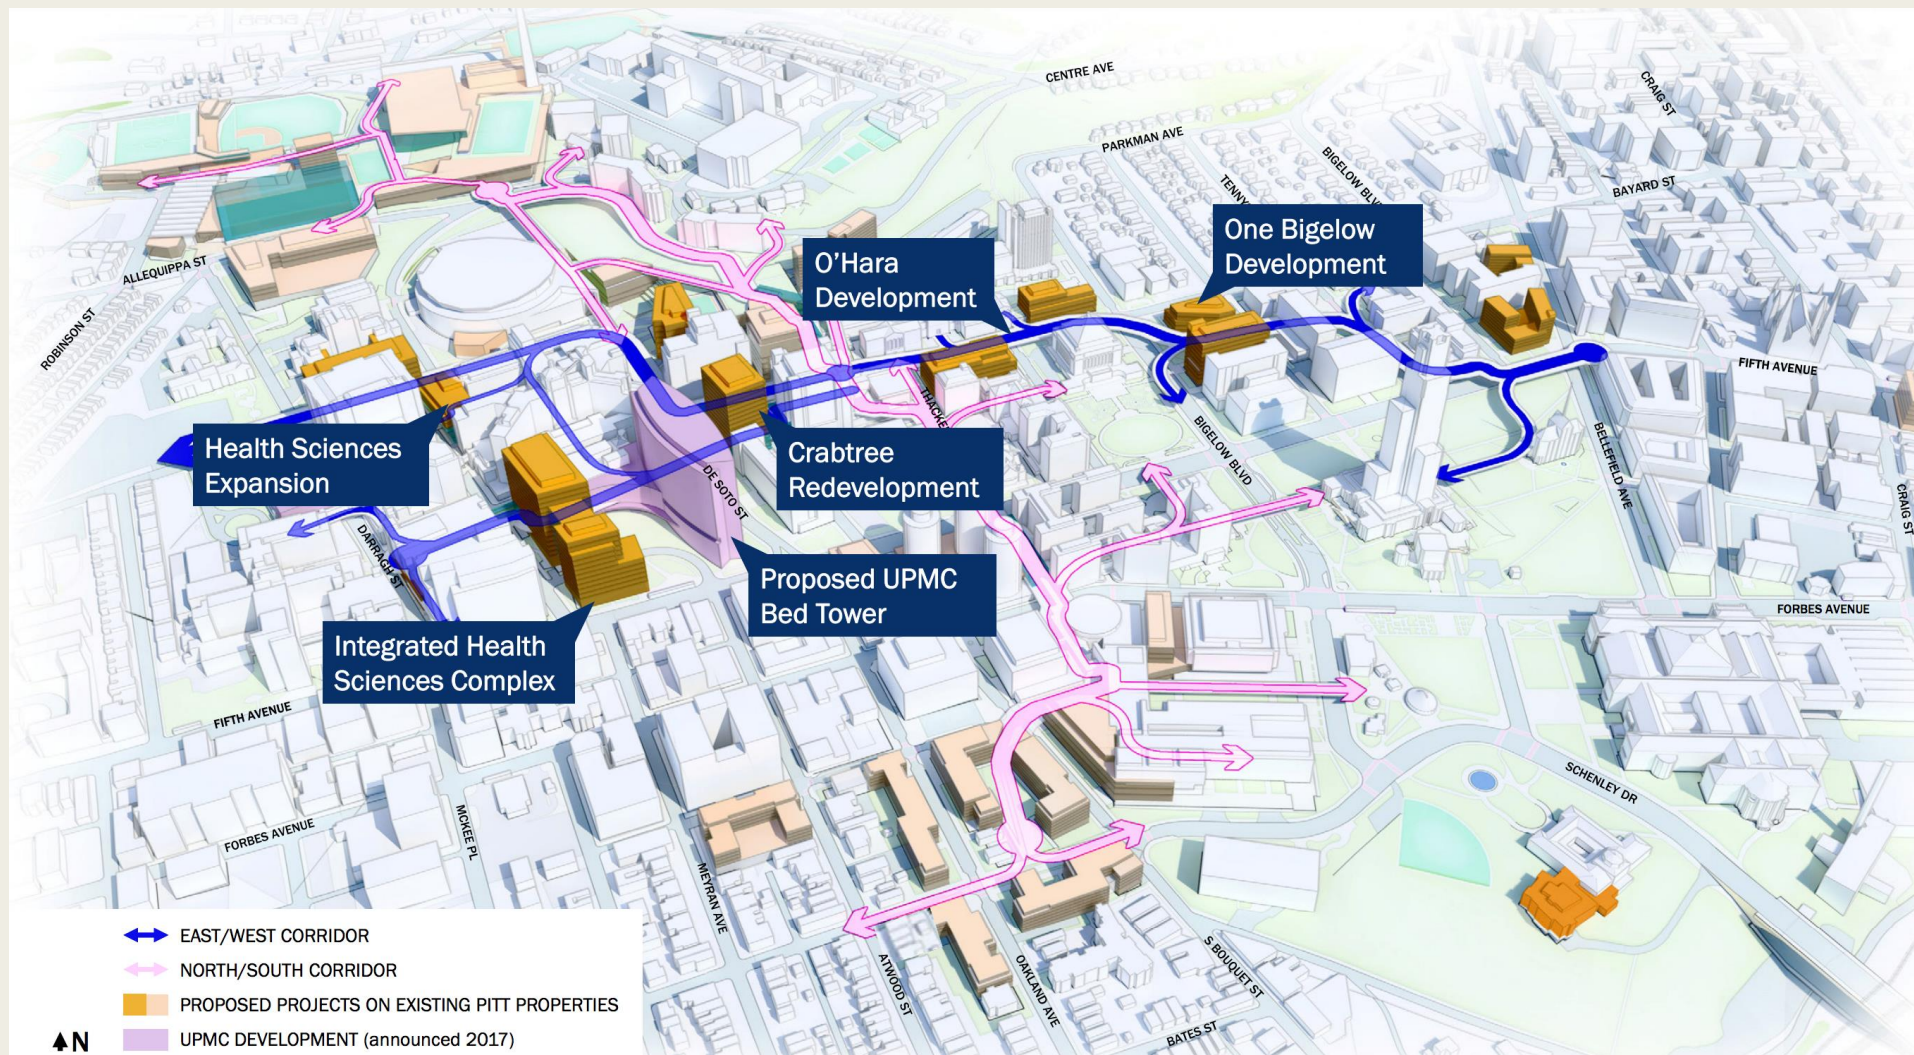 CENTRE AVE
CRAIG ST
PARKMAN AVE
BIGELOW BLV
BAYARD ST
TENNY
One Bigelow
Development
O'Hara
Development
ALLEQUIPPA ST
ROBINSON ST
FIFTH AVENUE
THACKE
Health Sciences
Expansion
Crabtree
Redevelopment
DE SOTO ST
BIGELOW BLVD
BELLEFIELD AVE
CRAIG ST
DARRAGH ST
Proposed UPMC
Bed Tower
FORBES AVENUE
Integrated Health
Sciences Complex
FIFTH AVENUE
SCHENLEY DR
FORBES AVENUE
MCKEE PL
MEYRAN AVE
ATWOOD ST
OAKLAND AVE
S BOUQUET ST
BATES ST
EAST/WEST CORRIDOR
NORTH/SOUTH CORRIDOR
PROPOSED PROJECTS ON EXISTING PITT PROPERTIES
UPMC DEVELOPMENT (announced 2017)
N